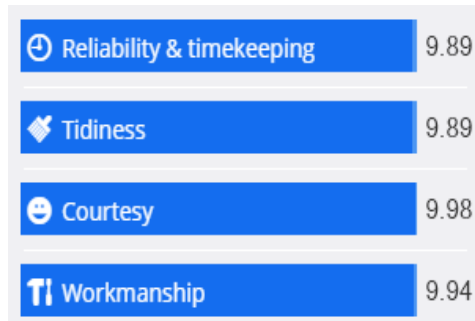 Reliability & timekeeping 9.89
Tidiness 9.89
Courtesy 9.98
Workmanship 9.94